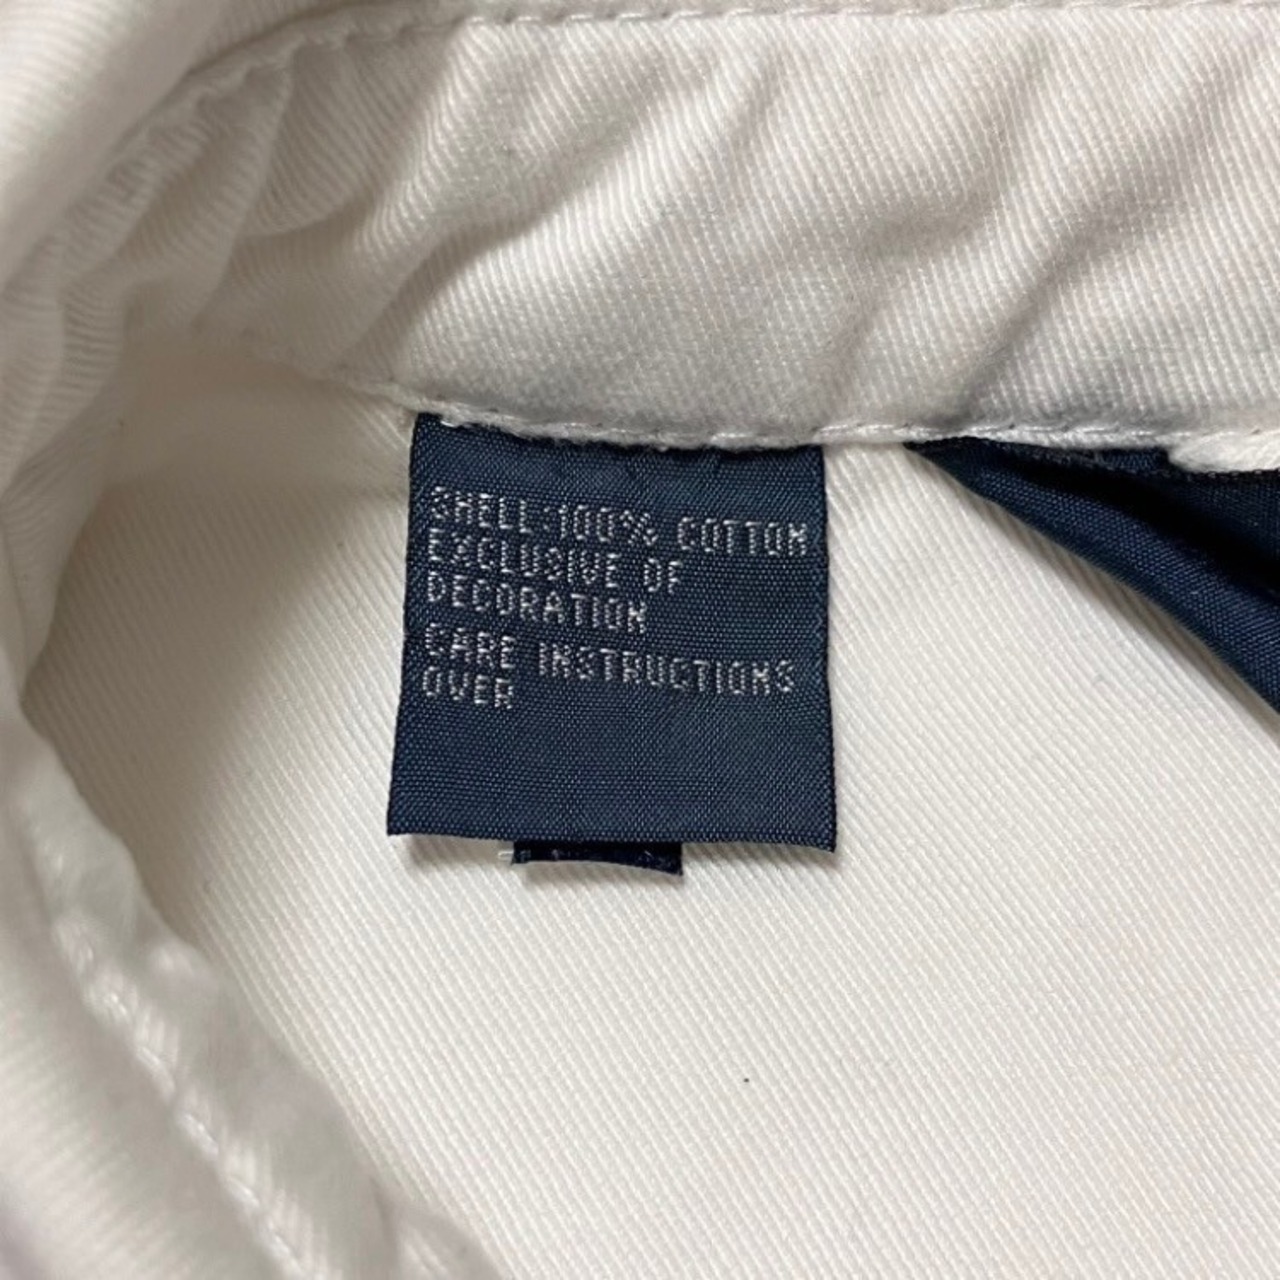 SHELL:100% COTTON
EXCLUSIVE OF
DECORATION
CARE INSTRUCTIONS
OVER